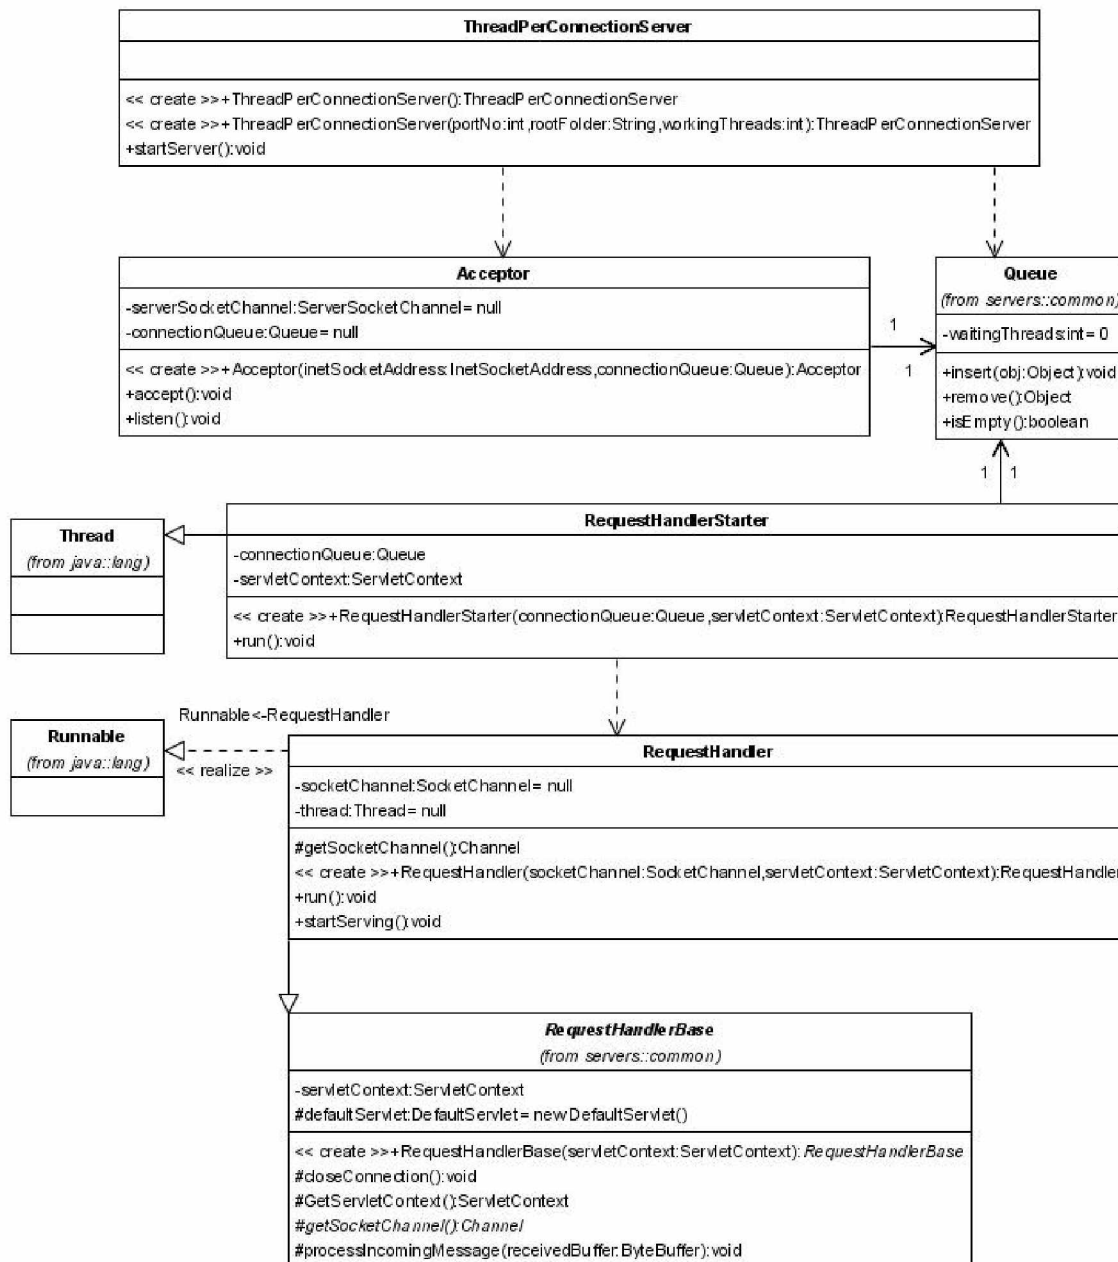 ThreadPerConnectionServer
<< create >>+ThreadPerConnectionServer():ThreadPerConnectionServer
<< create >>+ThreadPerConnectionServer(portNo:int,rootFolder:String,workingThreads:int):ThreadPerConnectionServer
+startServer():void
Acceptor
-serverSocketChannel:ServerSocketChannel= null
-connectionQueue:Queue= null
<< create >>+Acceptor(inetSocketAddress:InetSocketAddress,connectionQueue:Queue):Acceptor
+accept():void
+listen():void
1
1
Queue
(from servers::common)
-waitingThreads:int= 0
+insert(obj:Object):void
+remove():Object
+isEmpty():boolean
1 1
Thread
(from java::lang)
RequestHandlerStarter
-connectionQueue:Queue
-servletContext:ServletContext
<< create >>+RequestHandlerStarter(connectionQueue:Queue,servletContext:ServletContext):RequestHandlerStarter
+run():void
Runnable<-RequestHandler
Runnable
(from java::lang)
<< realize >>
RequestHandler
-socketChannel:SocketChannel= null
-thread:Thread= null
#getSocketChannel():Channel
<< create >>+RequestHandler(socketChannel:SocketChannel,servletContext:ServletContext):RequestHandler
+run():void
+startServing():void
RequestHandlerBase
(from servers::common)
-servletContext:ServletContext
#defaultServlet:DefaultServlet= new DefaultServlet()
<< create >>+RequestHandlerBase(servletContext:ServletContext):RequestHandlerBase
#closeConnection():void
#GetServletContext():ServletContext
#getSocketChannel():Channel
#processIncomingMessage(receivedBuffer:ByteBuffer):void